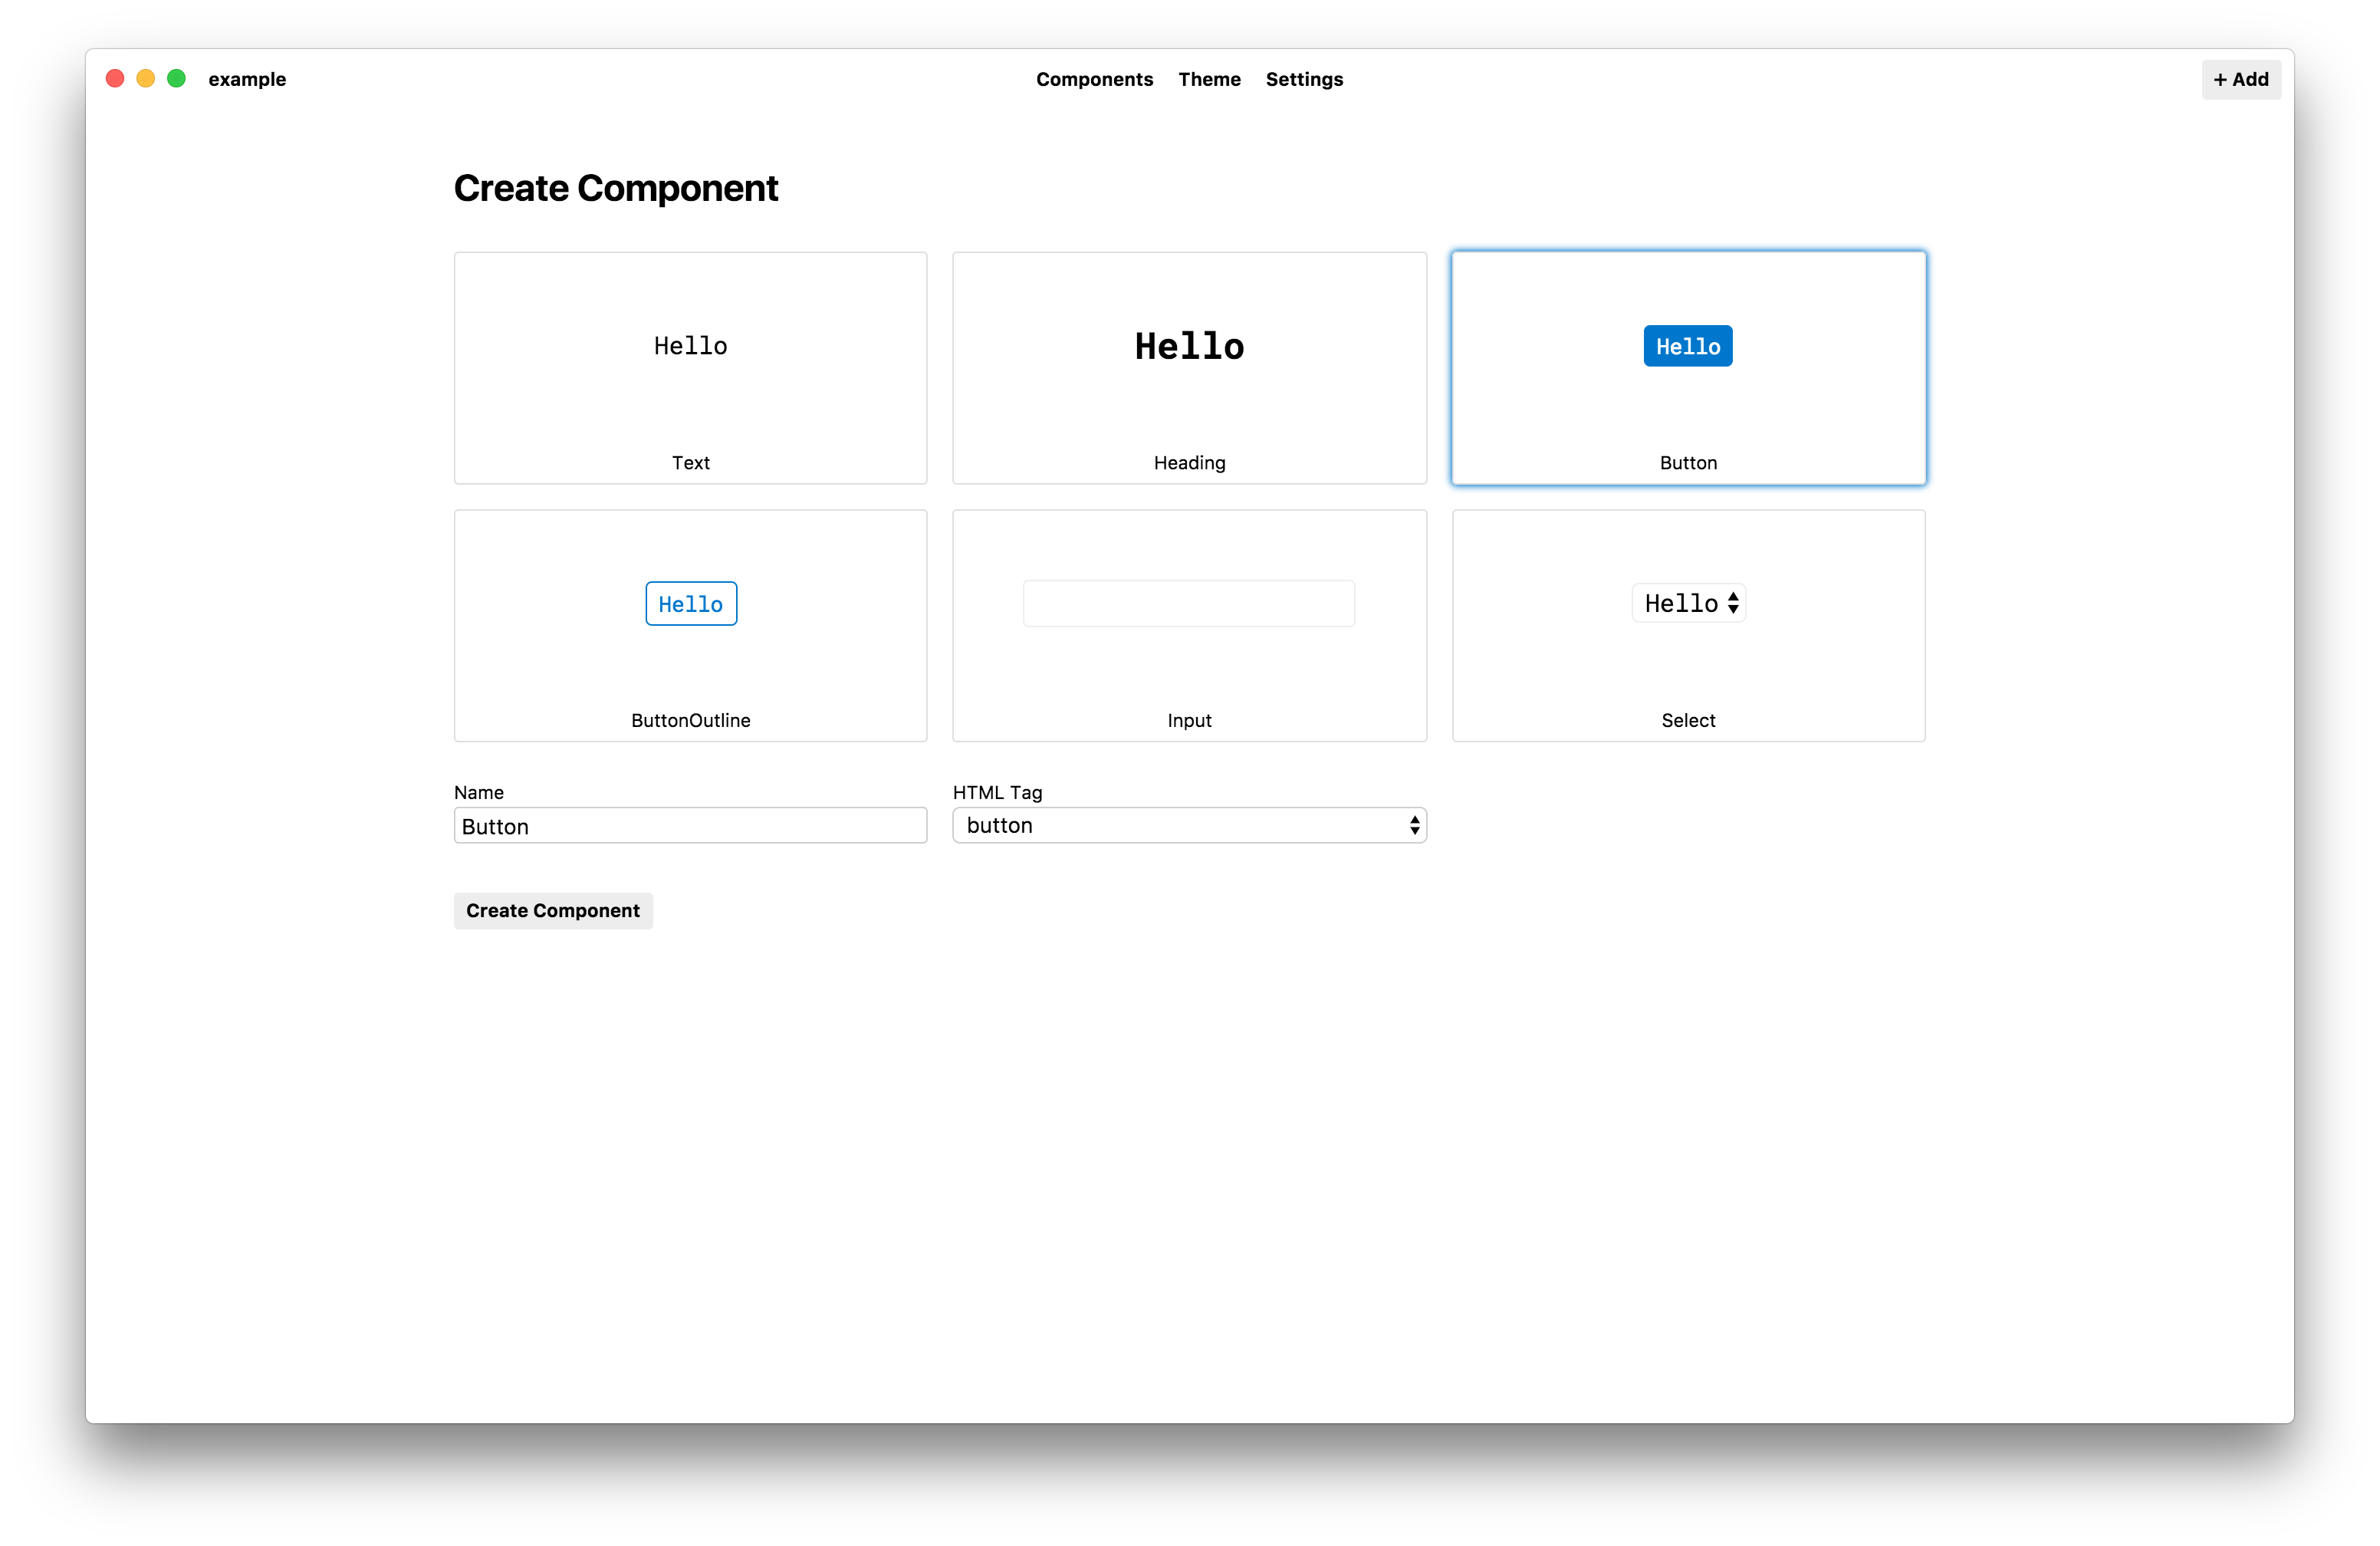 example
Components Theme Settings
+ Add
Create Component
Hello
Text
Hello
Heading
Hello
Button
Hello
ButtonOutline
Input
Hello
Select
Name
Button
HTML Tag
button
Create Component